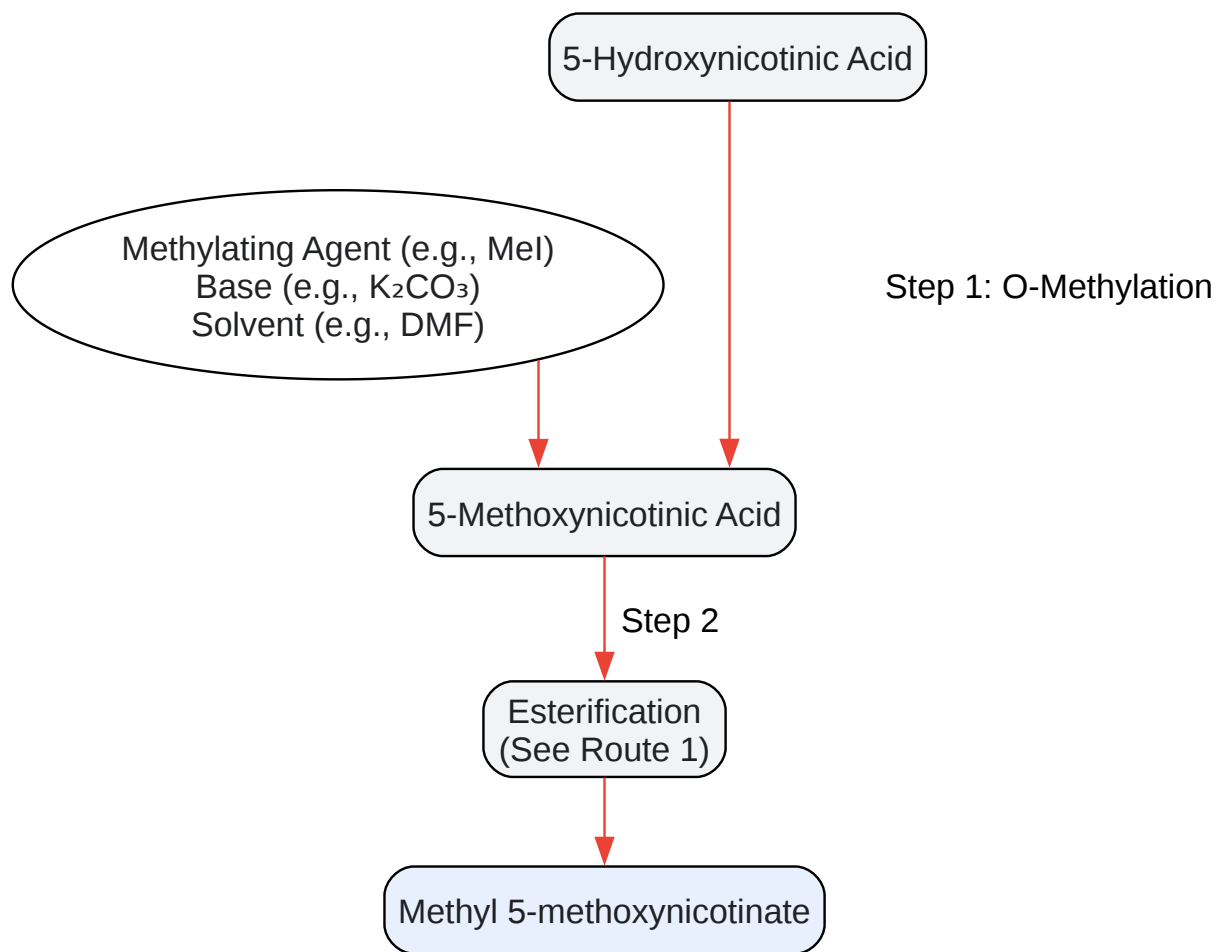 5-Hydroxynicotinic Acid
Methylating Agent (e.g., MeI)
Base (e.g., K₂CO₃)
Solvent (e.g., DMF)
Step 1: O-Methylation
5-Methoxynicotinic Acid
Step 2
Esterification
(See Route 1)
Methyl 5-methoxynicotinate